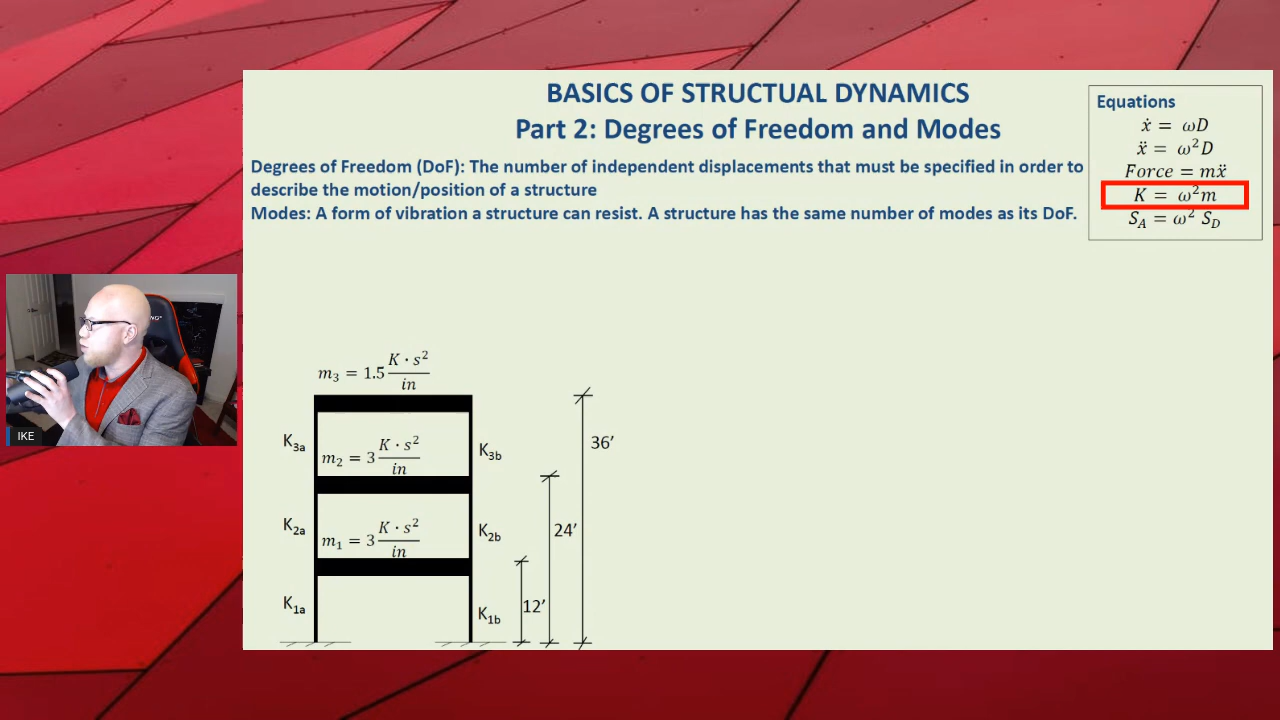 BASICS OF STRUCTUAL DYNAMICS
Part 2: Degrees of Freedom and Modes
Degrees of Freedom (DoF): The number of independent displacements that must be specified in order to
describe the motion/position of a structure
Modes: A form of vibration a structure can resist. A structure has the same number of modes as its DoF.
Equations
ẋ = ωD
ẍ = ω²D
Force = mẍ
K = ω²m
S_A = ω² S_D
m₃ = 1.5 K · s² / in
K₃ₐ
m₂ = 3 K · s² / in
K_3b
36′
K₂ₐ
m₁ = 3 K · s² / in
K_2b
24′
K₁ₐ
K_1b
12′
IKE